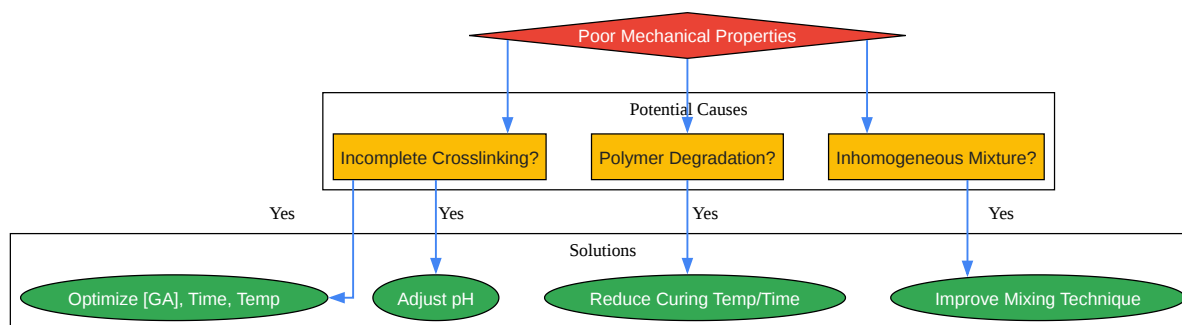 Poor Mechanical Properties
Potential Causes
Incomplete Crosslinking?
Polymer Degradation?
Inhomogeneous Mixture?
Yes
Yes
Yes
Yes
Solutions
Optimize [GA], Time, Temp
Adjust pH
Reduce Curing Temp/Time
Improve Mixing Technique